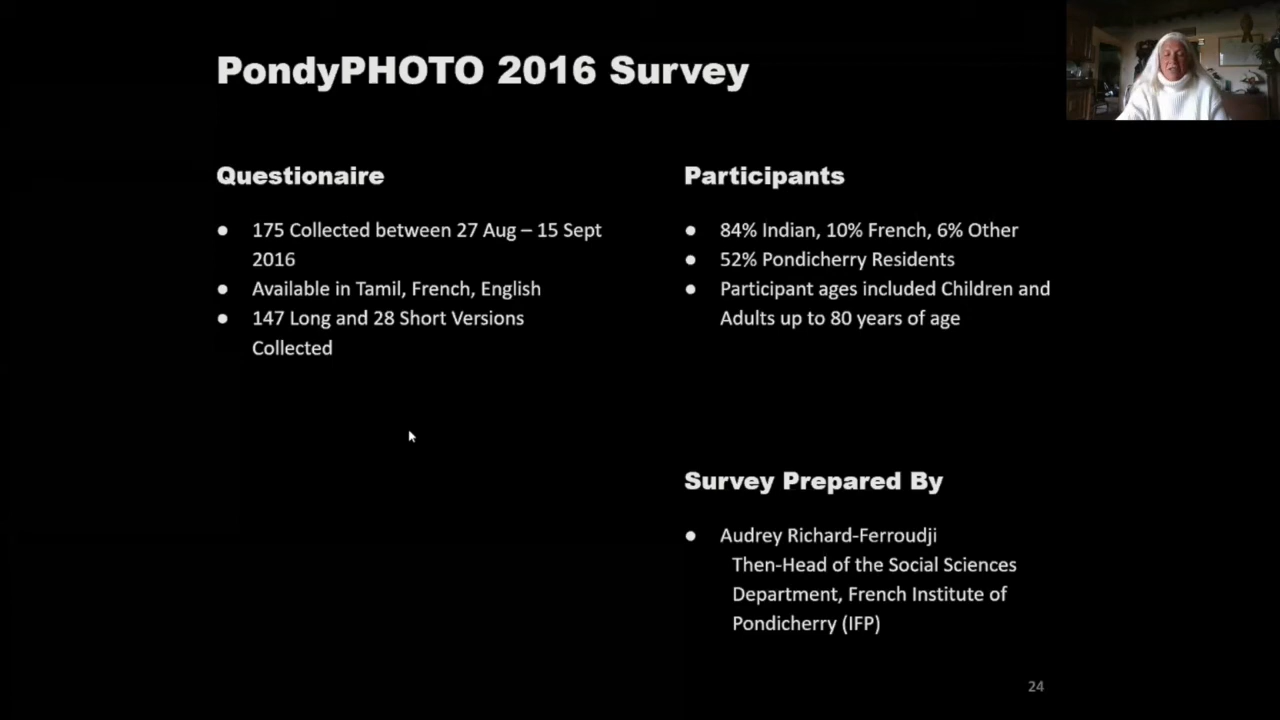 PondyPHOTO 2016 Survey
Questionaire
● 175 Collected between 27 Aug – 15 Sept
2016
● Available in Tamil, French, English
● 147 Long and 28 Short Versions
Collected
Participants
● 84% Indian, 10% French, 6% Other
● 52% Pondicherry Residents
● Participant ages included Children and
Adults up to 80 years of age
Survey Prepared By
● Audrey Richard-Ferroudji
Then-Head of the Social Sciences
Department, French Institute of
Pondicherry (IFP)
24